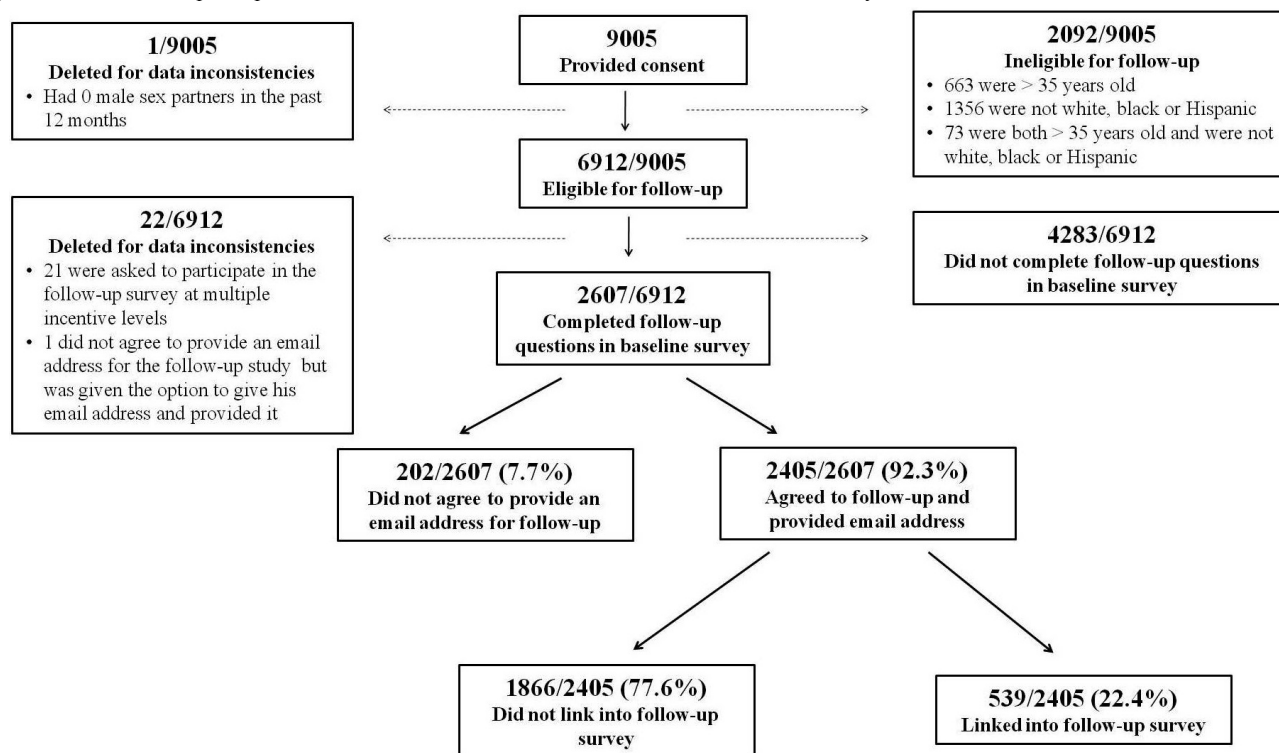 1/9005
Deleted for data inconsistencies
• Had 0 male sex partners in the past
12 months
9005
Provided consent
2092/9005
Ineligible for follow-up
• 663 were > 35 years old
• 1356 were not white, black or Hispanic
• 73 were both > 35 years old and were not
white, black or Hispanic
6912/9005
Eligible for follow-up
22/6912
Deleted for data inconsistencies
• 21 were asked to participate in the
follow-up survey at multiple
incentive levels
• 1 did not agree to provide an email
address for the follow-up study but
was given the option to give his
email address and provided it
4283/6912
Did not complete follow-up questions
in baseline survey
2607/6912
Completed follow-up
questions in baseline survey
202/2607 (7.7%)
Did not agree to provide an
email address for follow-up
2405/2607 (92.3%)
Agreed to follow-up and
provided email address
1866/2405 (77.6%)
Did not link into follow-up
survey
539/2405 (22.4%)
Linked into follow-up survey